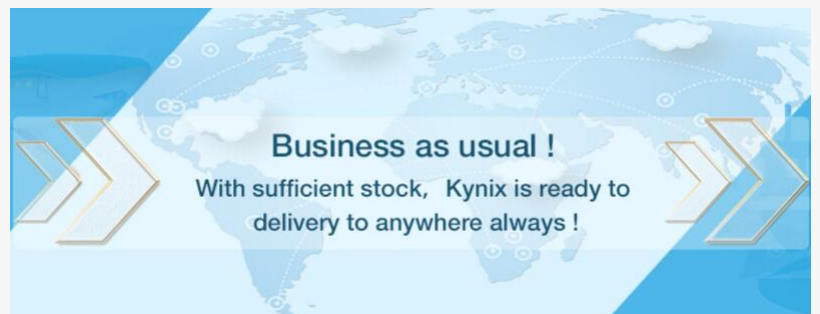 Business as usual !
With sufficient stock, Kynix is ready to
delivery to anywhere always !